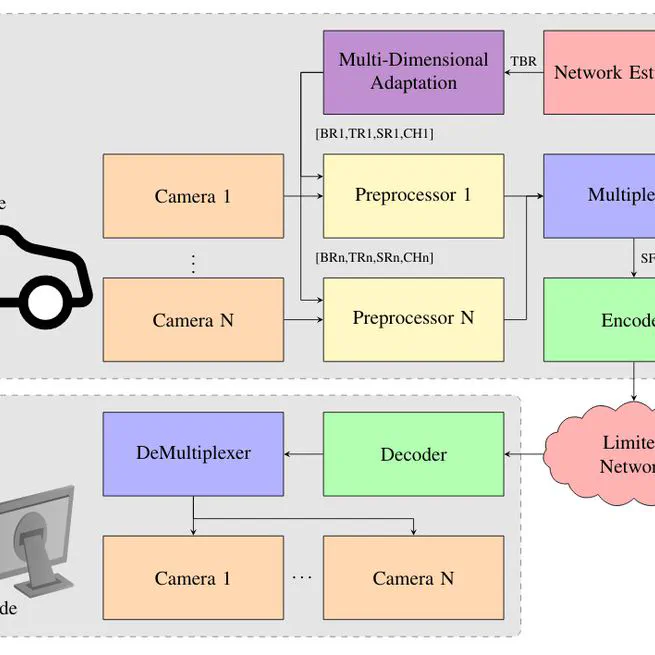 Multi-Dimensional
Adaptation
TBR
Network Est
[BR1,TR1,SR1,CH1]
Camera 1
Preprocessor 1
Multiple
e
[BRn,TRn,SRn,CHn]
SF
Camera N
Preprocessor N
Encode
DeMultiplexer
Decoder
Limite
Networ
Camera 1
Camera N
de